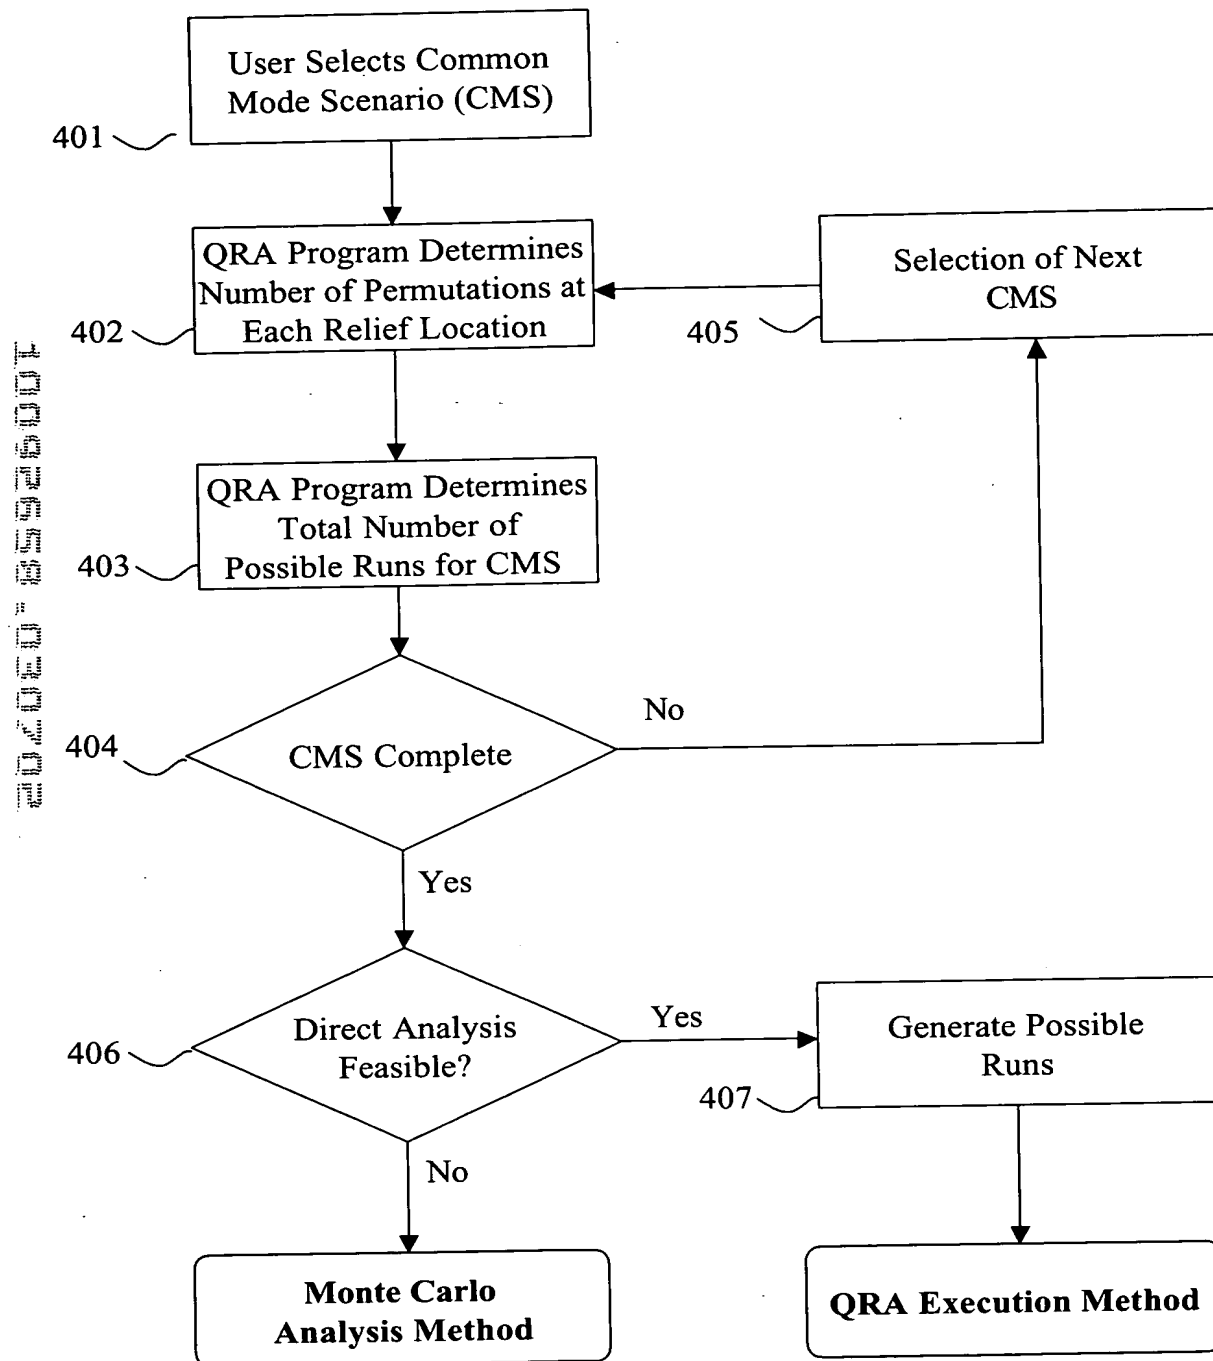 User Selects Common
Mode Scenario (CMS)
401
QRA Program Determines
Number of Permutations at
Each Relief Location
402
Selection of Next
CMS
405
QRA Program Determines
Total Number of
Possible Runs for CMS
403
No
CMS Complete
404
Yes
Direct Analysis
Feasible?
406
Yes
Generate Possible
Runs
407
No
Monte Carlo
Analysis Method
QRA Execution Method
10092658.030702